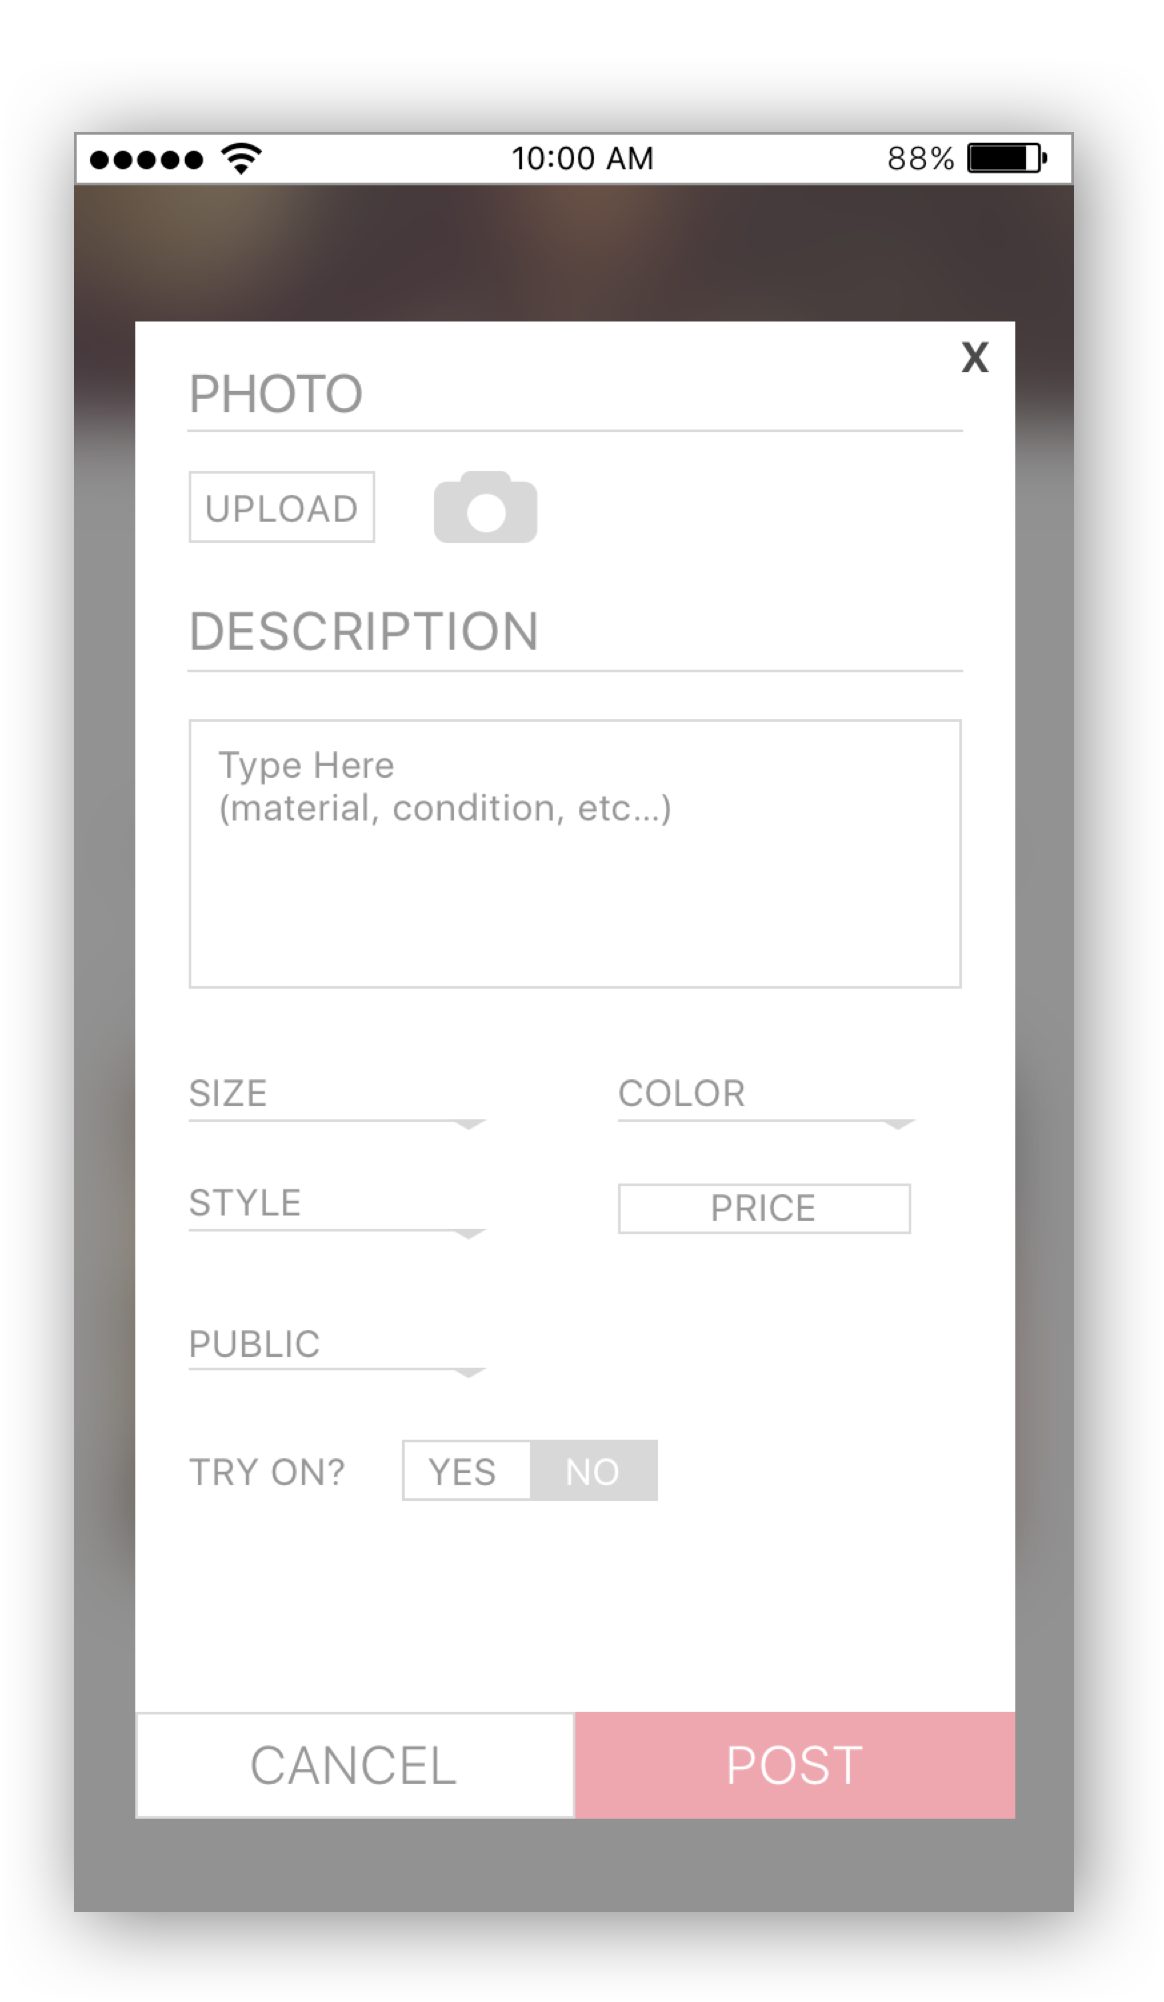 10:00 AM 88%
X
PHOTO
UPLOAD
DESCRIPTION
Type Here
(material, condition, etc...)
SIZE COLOR
STYLE PRICE
PUBLIC
TRY ON? YES NO
CANCEL POST